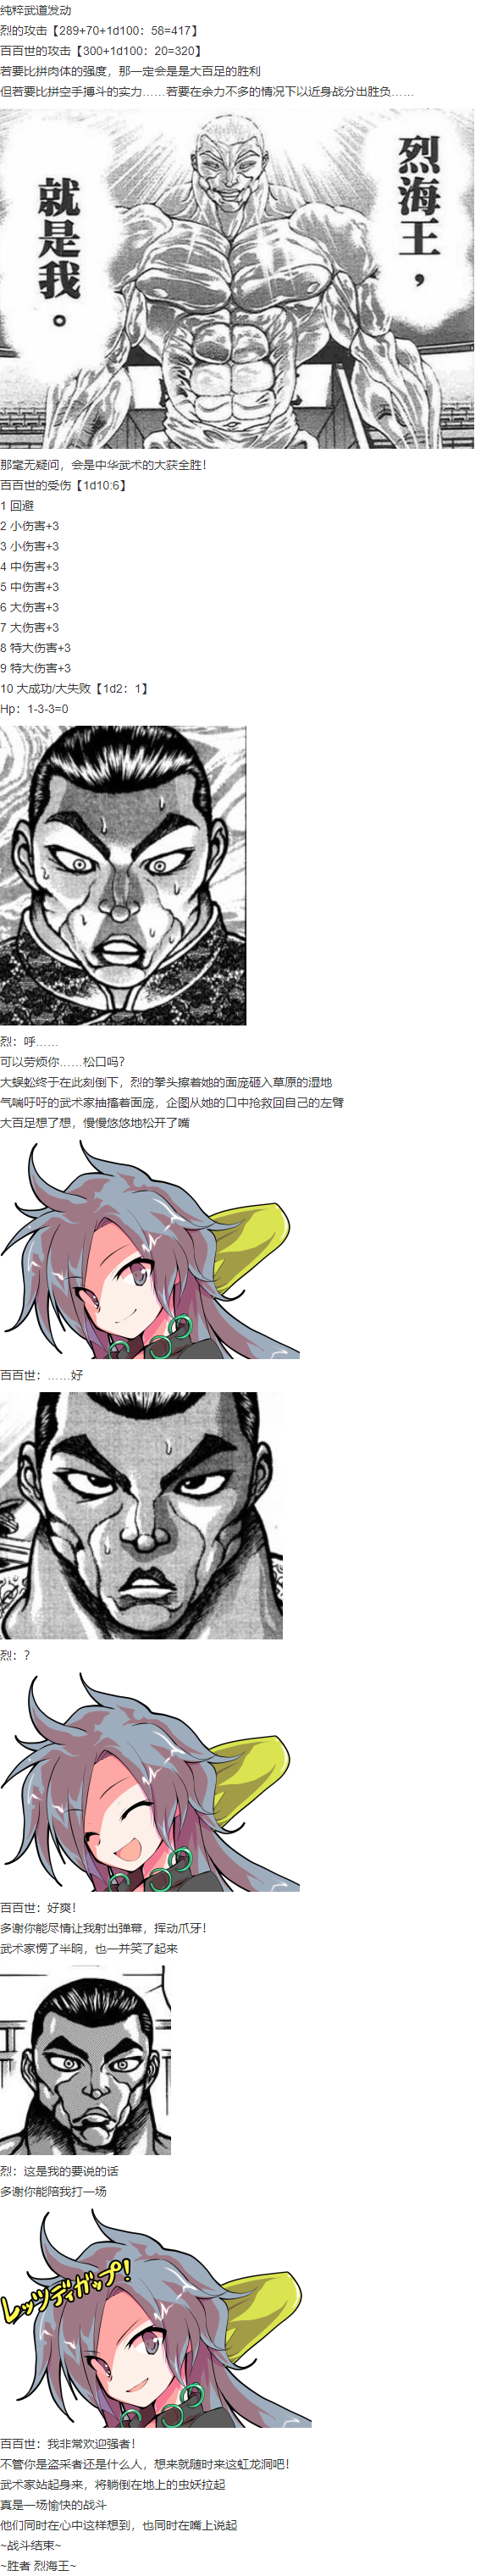 纯粹武道发动
烈的攻击【289+70+1d100：58=417】
百百世的攻击【300+1d100：20=320】
若要比拼肉体的强度，那一定会是是大百足的胜利
但若要比拼空手搏斗的实力……若要在余力不多的情况下以近身战分出胜负……
烈海王，
就是我。
那毫无疑问，会是中华武术的大获全胜！
百百世的受伤【1d10:6】
1 回避
2 小伤害+3
3 小伤害+3
4 中伤害+3
5 中伤害+3
6 大伤害+3
7 大伤害+3
8 特大伤害+3
9 特大伤害+3
10 大成功/大失败【1d2：1】
Hp：1-3-3=0
烈：呼……
可以劳烦你……松口吗？
大蜈蚣终于在此刻倒下，烈的拳头擦着她的面庞砸入草原的湿地
气喘吁吁的武术家抽搐着面庞，企图从她的口中抢救回自己的左臂
大百足想了想，慢慢悠悠地松开了嘴
百百世：……好
烈：？
百百世：好爽！
多谢你能尽情让我射出弹幕，挥动爪牙！
武术家愣了半晌，也一并笑了起来
烈：这是我的要说的话
多谢你能陪我打一场
レッツディガップ！
百百世：我非常欢迎强者！
不管你是盗采者还是什么人，想来就随时来这虹龙洞吧！
武术家站起身来，将躺倒在地上的虫妖拉起
真是一场愉快的战斗
他们同时在心中这样想到，也同时在嘴上说起
~战斗结束~
~胜者 烈海王~